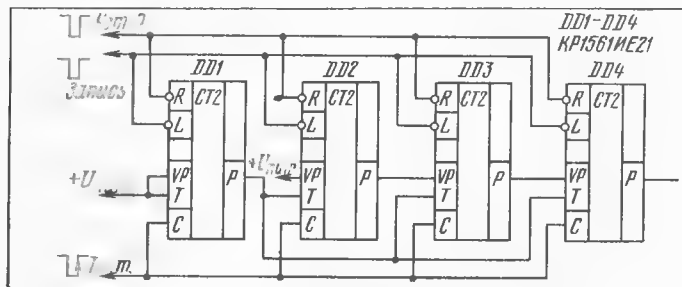 DD1-DD4
КР1561ИЕ21
DD1 DD2 DD3 DD4
Запись
R CT2 R CT2 R CT2 R CT2
L L L L
+U
VP P VP P VP P VP P
T T T T
C C C C